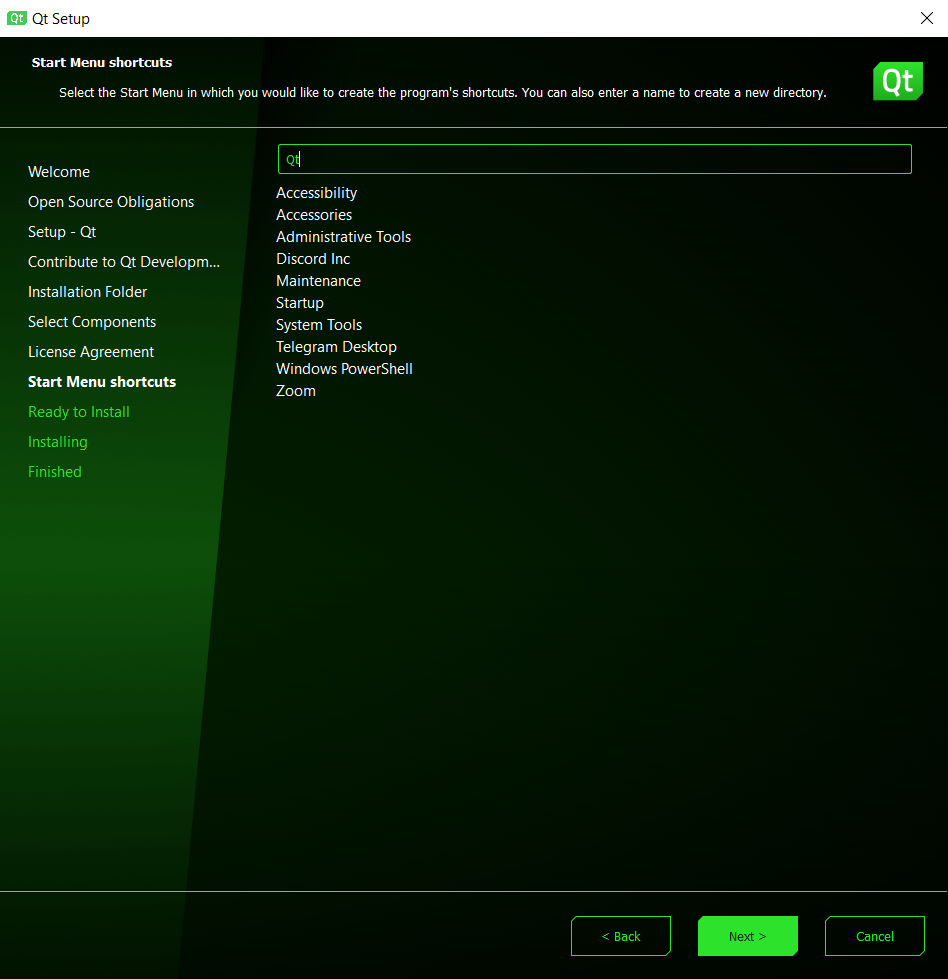 Qt Qt Setup
Start Menu shortcuts
Select the Start Menu in which you would like to create the program's shortcuts. You can also enter a name to create a new directory.
Qt
Welcome
Open Source Obligations
Setup - Qt
Contribute to Qt Developm...
Installation Folder
Select Components
License Agreement
Start Menu shortcuts
Ready to Install
Installing
Finished
Qt
Accessibility
Accessories
Administrative Tools
Discord Inc
Maintenance
Startup
System Tools
Telegram Desktop
Windows PowerShell
Zoom
< Back
Next >
Cancel